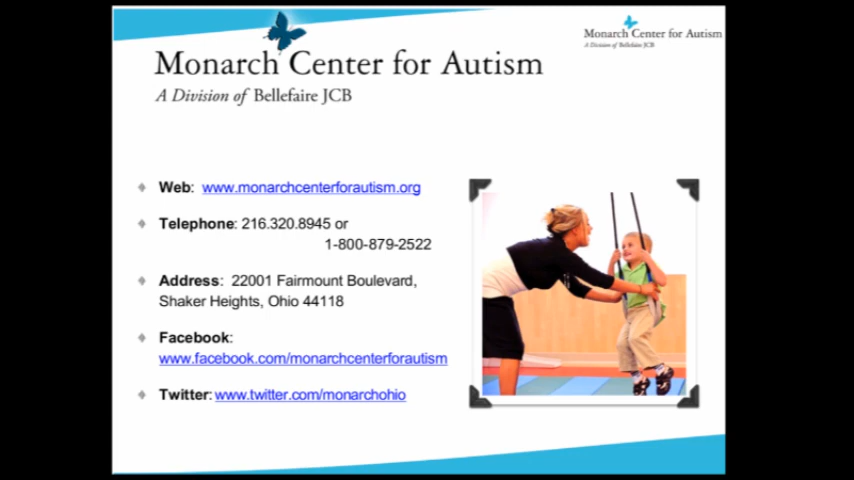 Monarch Center for Autism
A Division of Bellefaire JCB
Monarch Center for Autism
A Division of Bellefaire JCB
Web: www.monarchcenterforautism.org
Telephone: 216.320.8945 or
1-800-879-2522
Address: 22001 Fairmount Boulevard,
Shaker Heights, Ohio 44118
Facebook:
www.facebook.com/monarchcenterforautism
Twitter: www.twitter.com/monarchohio